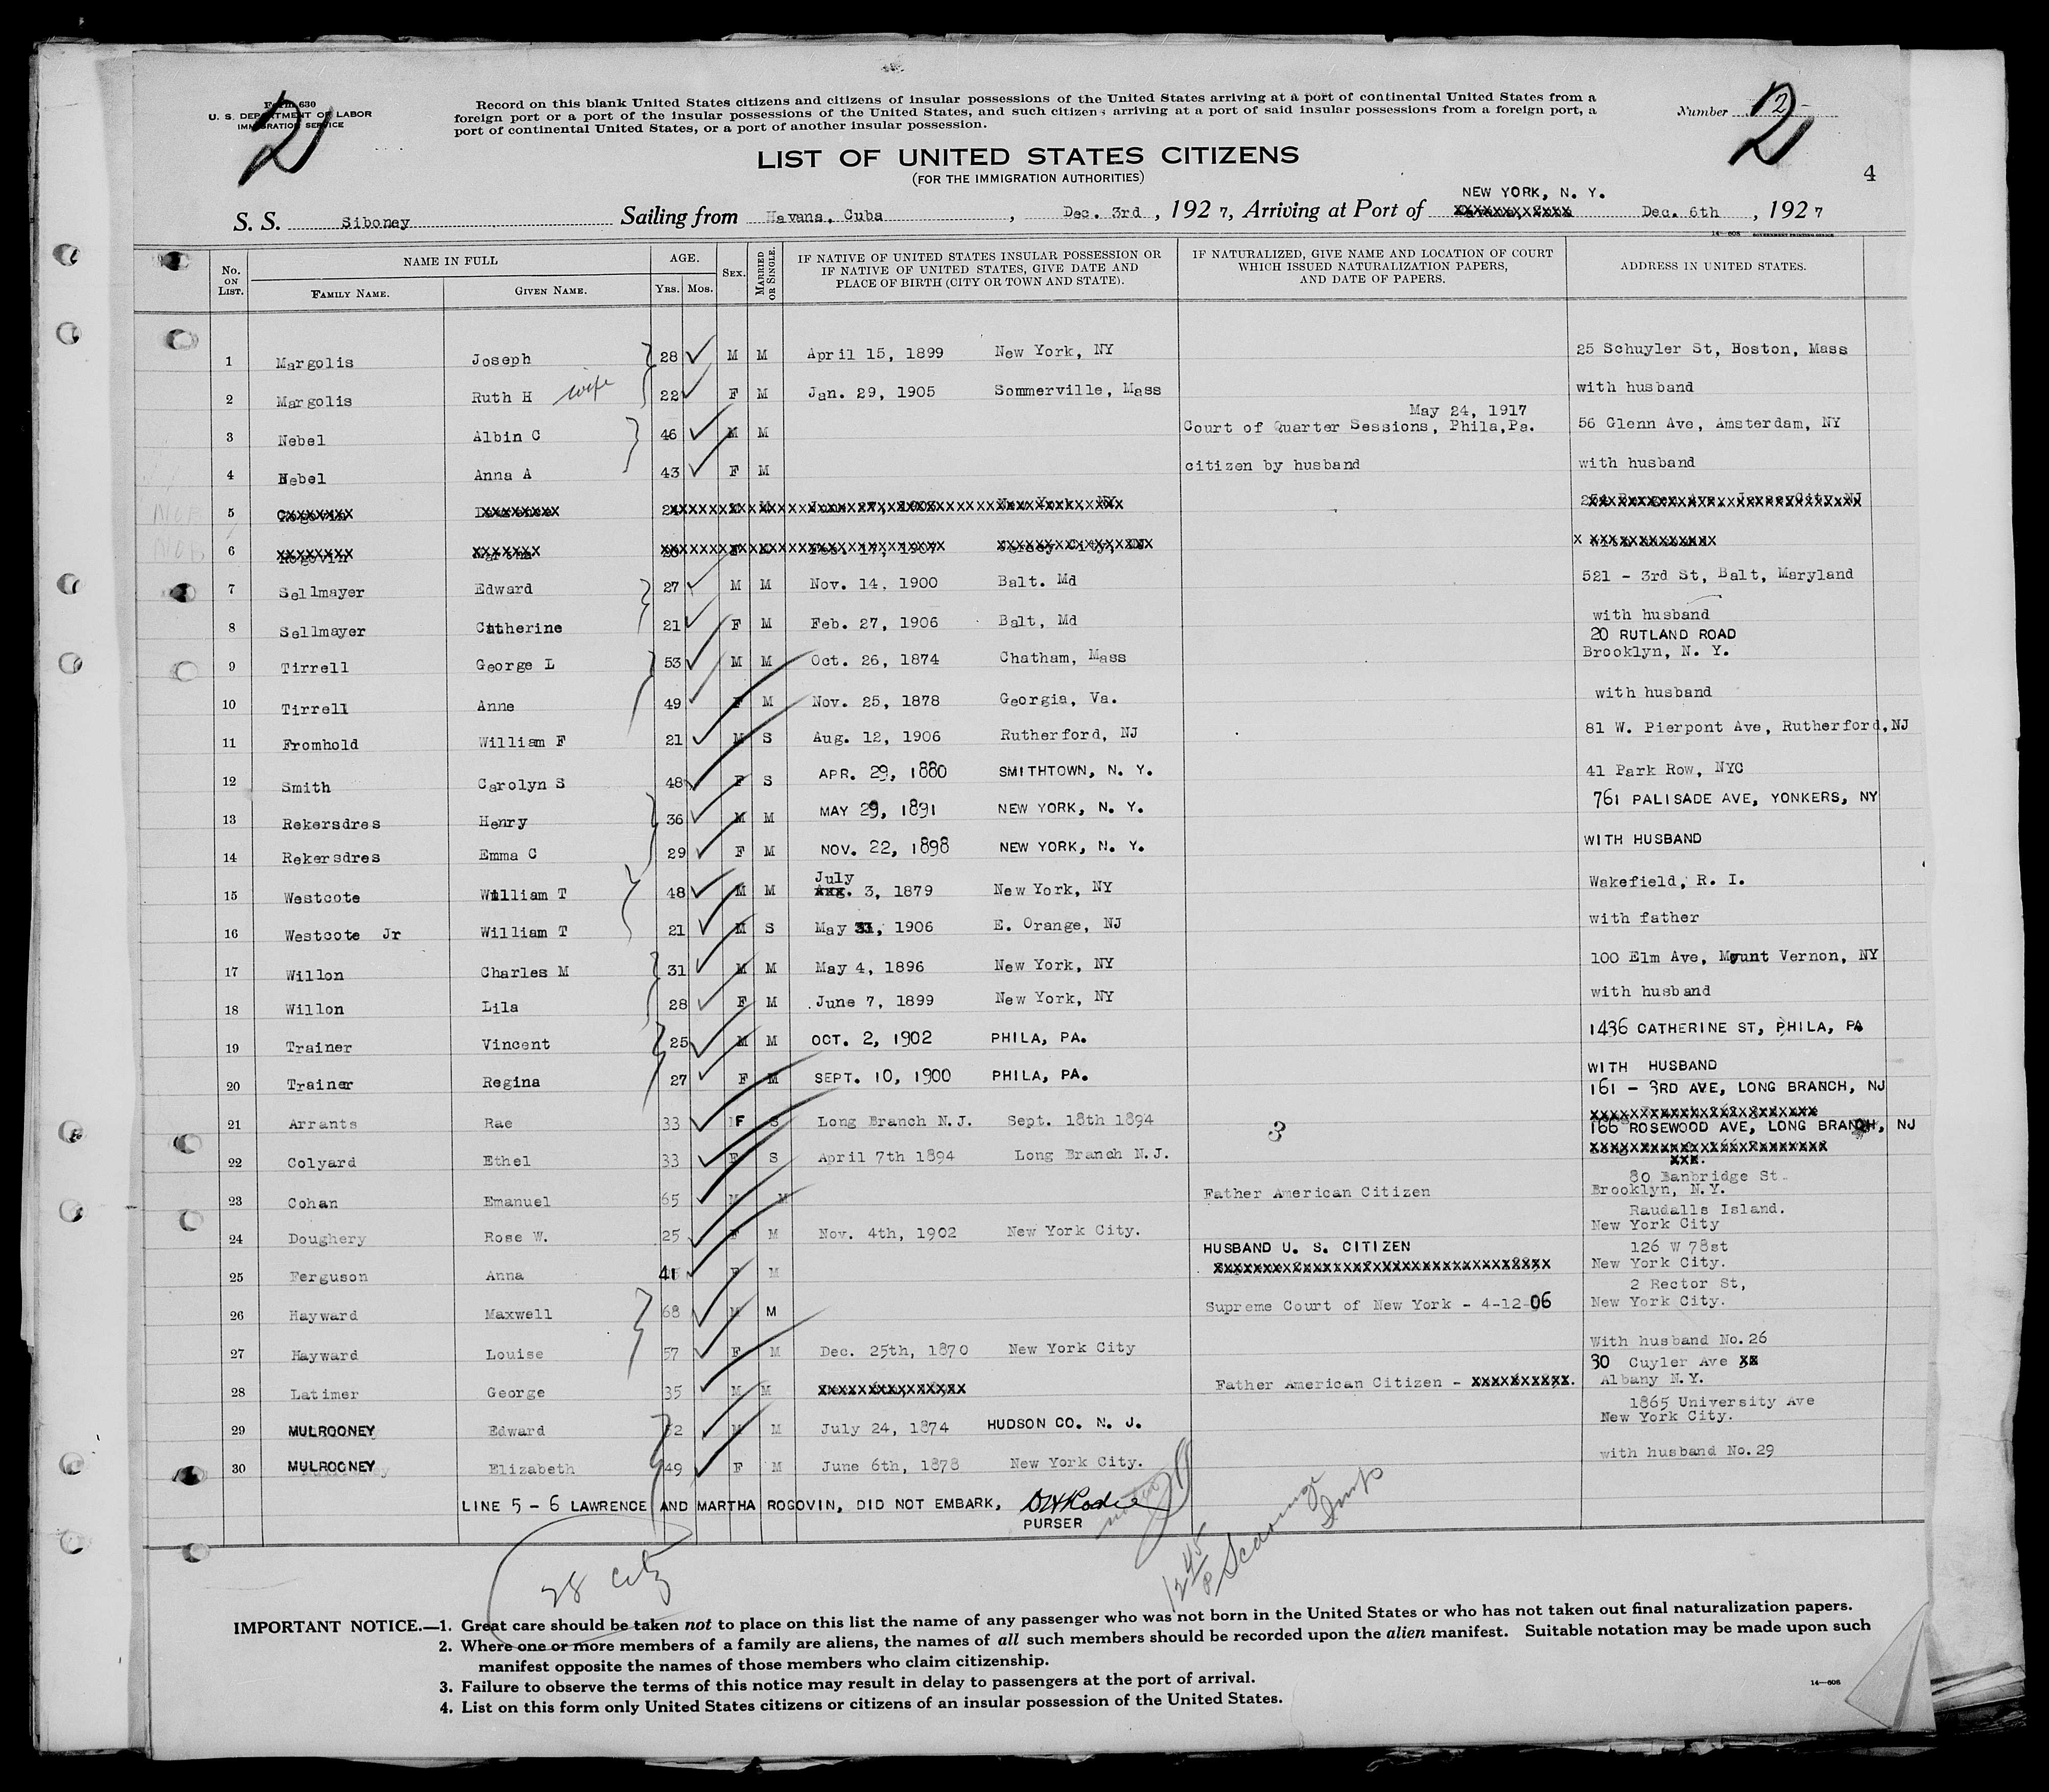 Form 630
U. S. DEPARTMENT OF LABOR
IMMIGRATION SERVICE
2
Record on this blank United States citizens and citizens of insular possessions of the United States arriving at a port of continental United States from a
foreign port or a port of the insular possessions of the United States, and such citizens arriving at a port of said insular possessions from a foreign port, a
port of continental United States, or a port of another insular possession.
Number 2
2
4
LIST OF UNITED STATES CITIZENS
(FOR THE IMMIGRATION AUTHORITIES)
NEW YORK, N. Y.
S. S. Siboney Sailing from Havana, Cuba, Dec. 3rd, 1927, Arriving at Port of xxxxxxxxxxx Dec. 6th, 1927
14—608 GOVERNMENT PRINTING OFFICE
No. ON LIST. NAME IN FULL FAMILY NAME. GIVEN NAME. AGE. YRS. MOS. SEX. MARRIED OR SINGLE. IF NATIVE OF UNITED STATES INSULAR POSSESSION OR IF NATIVE OF UNITED STATES, GIVE DATE AND PLACE OF BIRTH (CITY OR TOWN AND STATE). IF NATURALIZED, GIVE NAME AND LOCATION OF COURT WHICH ISSUED NATURALIZATION PAPERS, AND DATE OF PAPERS. ADDRESS IN UNITED STATES.
1 Margolis Joseph 28 M M April 15, 1899 New York, NY 25 Schuyler St, Boston, Mass
2 Margolis Ruth H wife 22 F M Jan. 29, 1905 Sommerville, Mass with husband
May 24, 1917
3 Nebel Albin C 46 M M Court of Quarter Sessions, Phila,Pa. 56 Glenn Ave, Amsterdam, NY
4 Nebel Anna A 43 F M citizen by husband with husband
5
6
7 Sellmayer Edward 27 M M Nov. 14, 1900 Balt. Md 521 - 3rd St, Balt, Maryland
8 Sellmayer Catherine 21 F M Feb. 27, 1906 Balt, Md with husband
20 RUTLAND ROAD
9 Tirrell George L 53 M M Oct. 26, 1874 Chatham, Mass Brooklyn, N. Y.
10 Tirrell Anne 49 F M Nov. 25, 1878 Georgia, Va. with husband
11 Fromhold William F 21 M S Aug. 12, 1906 Rutherford, NJ 81 W. Pierpont Ave, Rutherford,NJ
12 Smith Carolyn S 48 F S APR. 29, 1880 SMITHTOWN, N. Y. 41 Park Row, NYC
13 Rekersdres Henry 36 M M MAY 29, 1891 NEW YORK, N. Y. 761 PALISADE AVE, YONKERS, NY
14 Rekersdres Emma C 29 F M NOV. 22, 1898 NEW YORK, N. Y. WITH HUSBAND
July
15 Westcote William T 48 M M xxx. 3, 1879 New York, NY Wakefield, R. I.
16 Westcote Jr William T 21 M S May 31, 1906 E. Orange, NJ with father
17 Willon Charles M 31 M M May 4, 1896 New York, NY 100 Elm Ave, Mount Vernon, NY
18 Willon Lila 28 F M June 7, 1899 New York, NY with husband
19 Trainer Vincent 25 M M OCT. 2, 1902 PHILA, PA. 1436 CATHERINE ST, PHILA, PA
20 Trainer Regina 27 F M SEPT. 10, 1900 PHILA, PA. WITH HUSBAND
161 - 3RD AVE, LONG BRANCH, NJ
21 Arrants Rae 33 F S Long Branch N.J. Sept. 18th 1894 3
166 ROSEWOOD AVE, LONG BRANCH, NJ
22 Colyard Ethel 33 F S April 7th 1894 Long Branch N.J.
80 Banbridge St.
23 Cohan Emanuel 65 M M Father American Citizen Brooklyn, N.Y.
Raudalls Island.
24 Doughery Rose W. 25 F M Nov. 4th, 1902 New York City. New York City
HUSBAND U. S. CITIZEN 126 W 78st
25 Ferguson Anna 41 F M New York City.
2 Rector St,
26 Hayward Maxwell 68 M M Supreme Court of New York - 4-12-06 New York City.
27 Hayward Louise 57 F M Dec. 25th, 1870 New York City With husband No.26
30 Cuyler Ave xx
28 Latimer George 35 M M Father American Citizen - Albany N.Y.
1865 University Ave
29 MULROONEY Edward 52 M M July 24, 1874 HUDSON CO. N. J. New York City.
30 MULROONEY Elizabeth 49 F M June 6th, 1878 New York City. with husband No.29
LINE 5 - 6 LAWRENCE AND MARTHA ROGOVIN, DID NOT EMBARK,
PURSER
28 city
1245
IMPORTANT NOTICE.—1. Great care should be taken not to place on this list the name of any passenger who was not born in the United States or who has not taken out final naturalization papers.
2. Where one or more members of a family are aliens, the names of all such members should be recorded upon the alien manifest. Suitable notation may be made upon such
manifest opposite the names of those members who claim citizenship.
3. Failure to observe the terms of this notice may result in delay to passengers at the port of arrival.
4. List on this form only United States citizens or citizens of an insular possession of the United States.
14—608